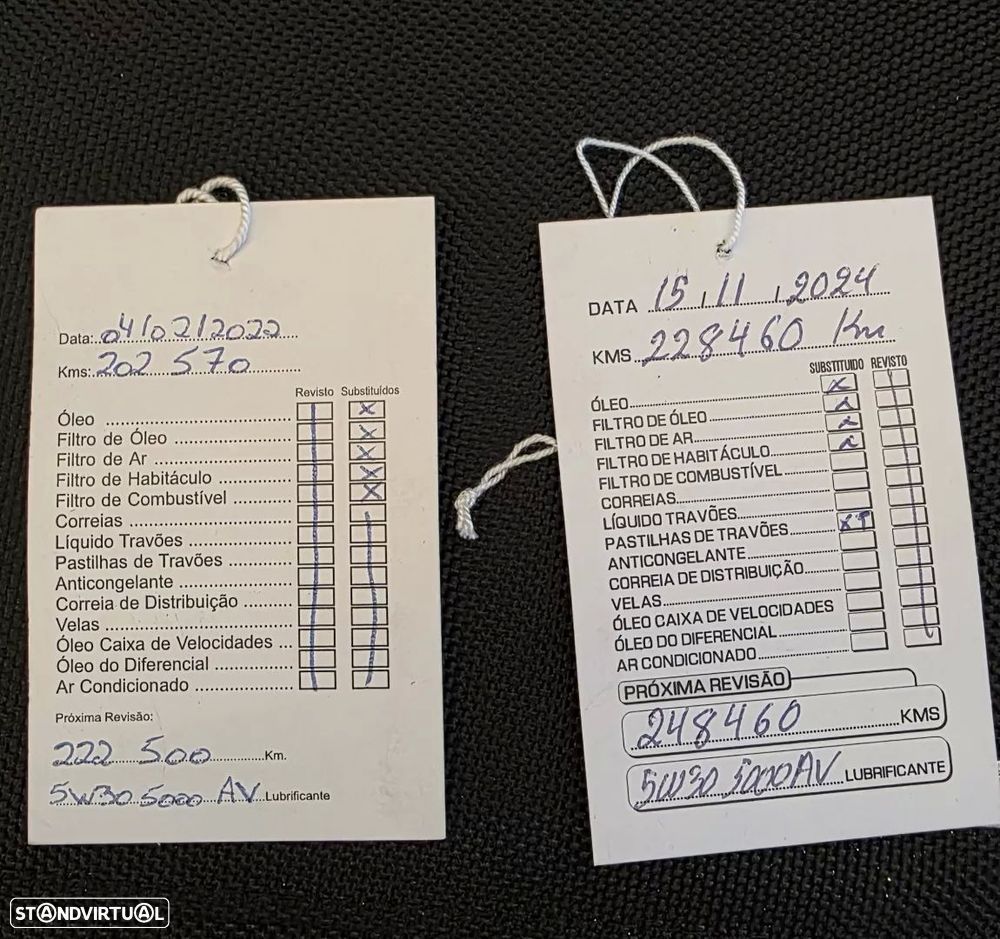 Data: 04/02/2022
Kms: 202 570
Revisto Substituídos
Óleo X
Filtro de Óleo X
Filtro de Ar X
Filtro de Habitáculo X
Filtro de Combustível X
Correias
Líquido Travões
Pastilhas de Travões
Anticongelante
Correia de Distribuição
Velas
Óleo Caixa de Velocidades
Óleo do Diferencial
Ar Condicionado
Próxima Revisão:
222 500 Km.
5W30 5000 AV Lubrificante
DATA 15, 11, 2024
KMS 228460 Km
SUBSTITUIDO REVISTO
ÓLEO X
FILTRO DE ÓLEO X
FILTRO DE AR X
FILTRO DE HABITÁCULO X
FILTRO DE COMBUSTÍVEL
CORREIAS
LÍQUIDO TRAVÕES
PASTILHAS DE TRAVÕES XT
ANTICONGELANTE
CORREIA DE DISTRIBUIÇÃO
VELAS
ÓLEO CAIXA DE VELOCIDADES
ÓLEO DO DIFERENCIAL
AR CONDICIONADO
PRÓXIMA REVISÃO
248460 KMS
5W30 5000AV LUBRIFICANTE
STANDVIRTUAL